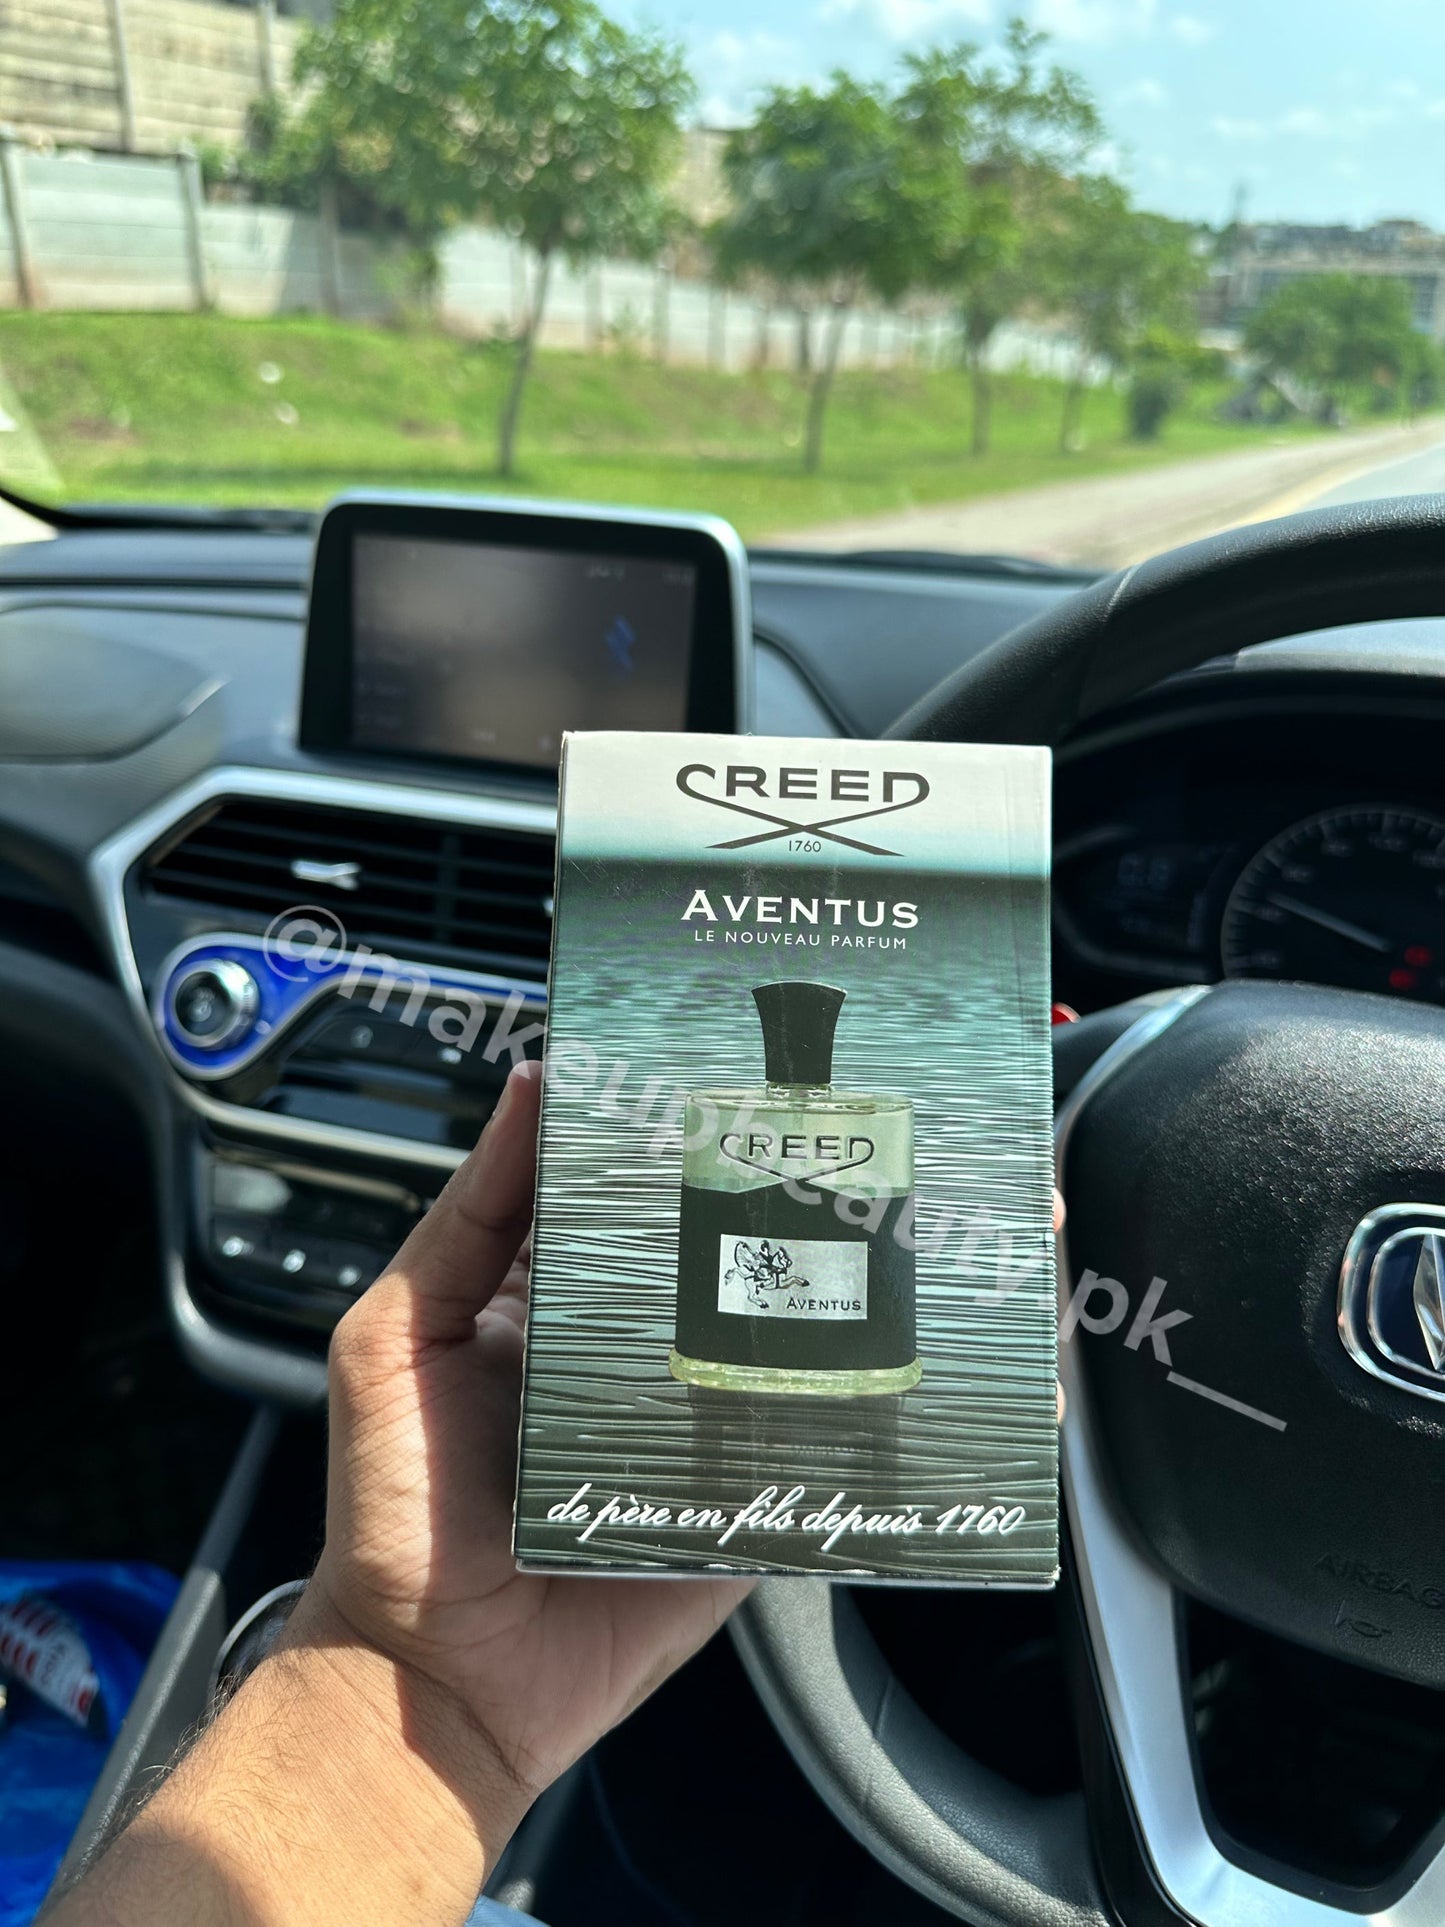 CREED
1760
AVENTUS
LE NOUVEAU PARFUM
@makeupbeauty.pk__
CREED
AVENTUS
de père en fils depuis 1760
AIRBAG